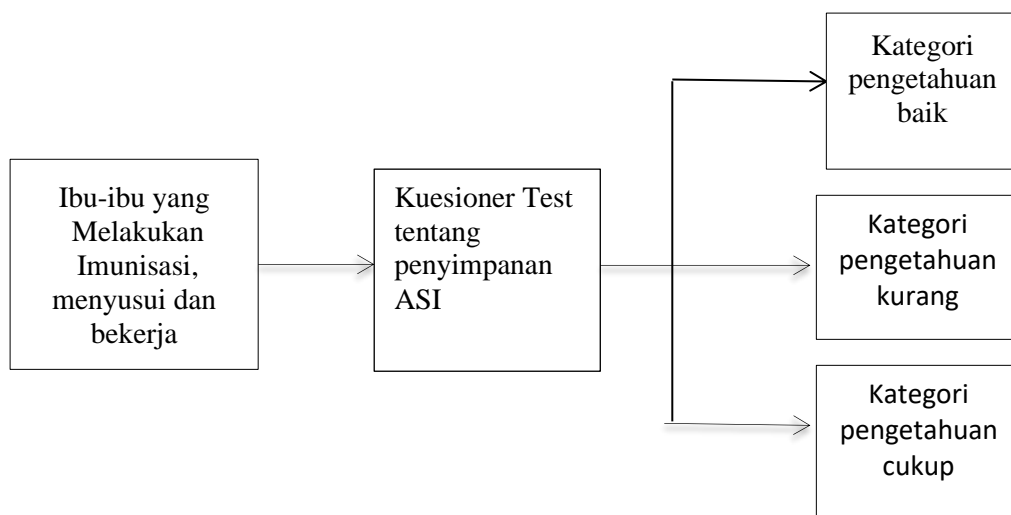 Ibu-ibu yang
Melakukan
Imunisasi,
menyusui dan
bekerja
Kuesioner Test
tentang
penyimpanan
ASI
Kategori
pengetahuan
baik
Kategori
pengetahuan
kurang
Kategori
pengetahuan
cukup